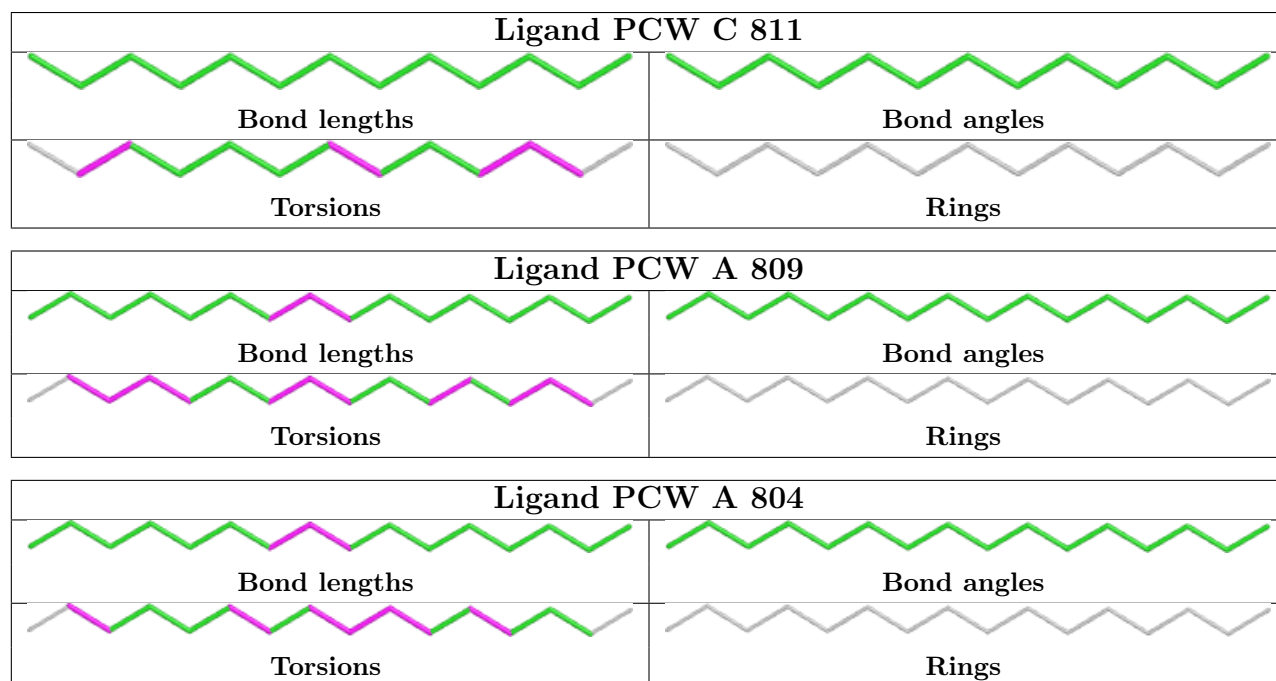 Ligand PCW C 811
Bond lengths
Bond angles
Torsions
Rings
Ligand PCW A 809
Bond lengths
Bond angles
Torsions
Rings
Ligand PCW A 804
Bond lengths
Bond angles
Torsions
Rings